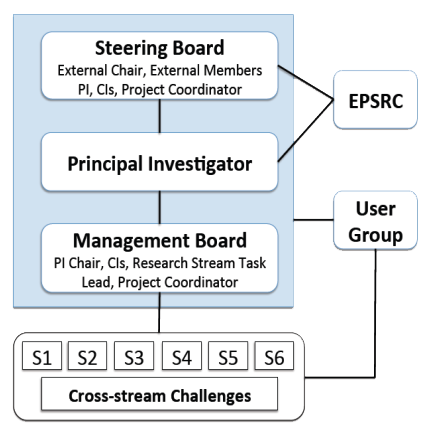 Steering Board
External Chair, External Members
PI, CIs, Project Coordinator
EPSRC
Principal Investigator
User
Group
Management Board
PI Chair, CIs, Research Stream Task
Lead, Project Coordinator
S1 S2 S3 S4 S5 S6
Cross-stream Challenges